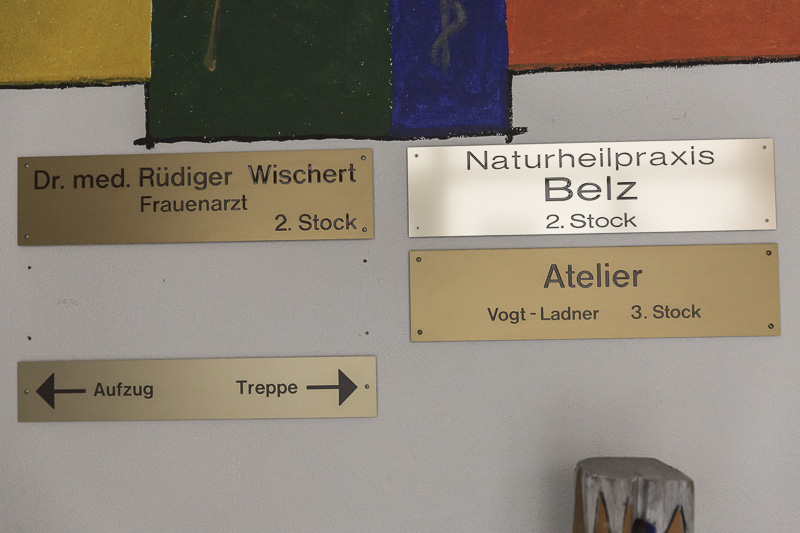 Dr. med. Rüdiger Wischert
Frauenarzt
2. Stock
Naturheilpraxis
Belz
2. Stock
Atelier
Vogt - Ladner 3. Stock
Aufzug Treppe